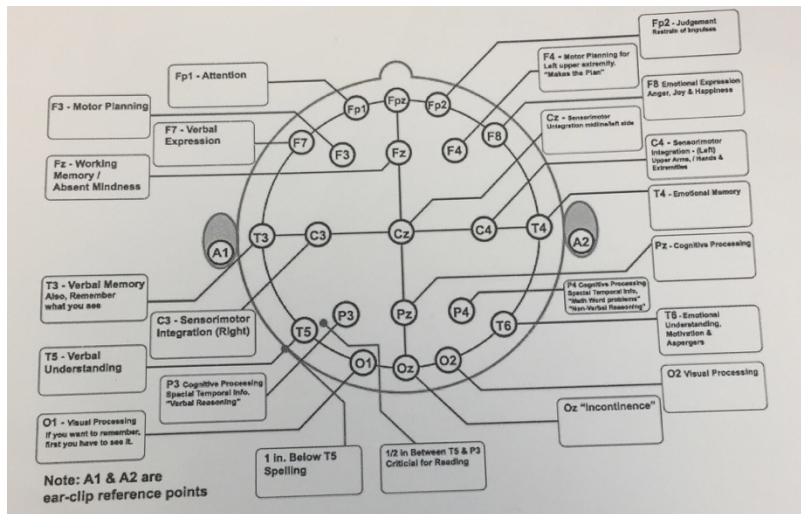 Fp2 - Judgement
Restrain of Impulses
Fp1 - Attention
F4 - Motor Planning for
Left upper extremity.
"Makes the Plan"
F8 Emotional Expression
Anger, Joy & Happiness
F3 - Motor Planning
F7 - Verbal
Expression
Cz - Sensorimotor
Untegration midline/left side
Fz - Working
Memory /
Absent Mindness
C4 - Sensorimotor
Integration - (Left)
Upper Arms, / Hands &
Extremities
T4 - Emotional Memory
Pz - Cognitive Processing
Fp1
Fpz
Fp2
F7
F3
Fz
F4
F8
A1
T3
C3
Cz
C4
T4
A2
T5
P3
Pz
P4
T6
O1
Oz
O2
T3 - Verbal Memory
Also, Remember
what you see
P4 Cognitive Processing
Special Temporal Info,
"Math Word problems"
"Non-Verbal Reasoning"
C3 - Sensorimotor
Integration (Right)
T6 - Emotional
Understanding,
Motivation &
Aspergers
T5 - Verbal
Understanding
P3 Cognitive Processing
Special Temporal Info.
"Verbal Reasoning"
O2 Visual Processing
Oz "Incontinence"
O1 - Visual Processing
If you want to remember,
first you have to see it.
1 in. Below T5
Spelling
1/2 in Between T5 & P3
Criticial for Reading
Note: A1 & A2 are
ear-clip reference points